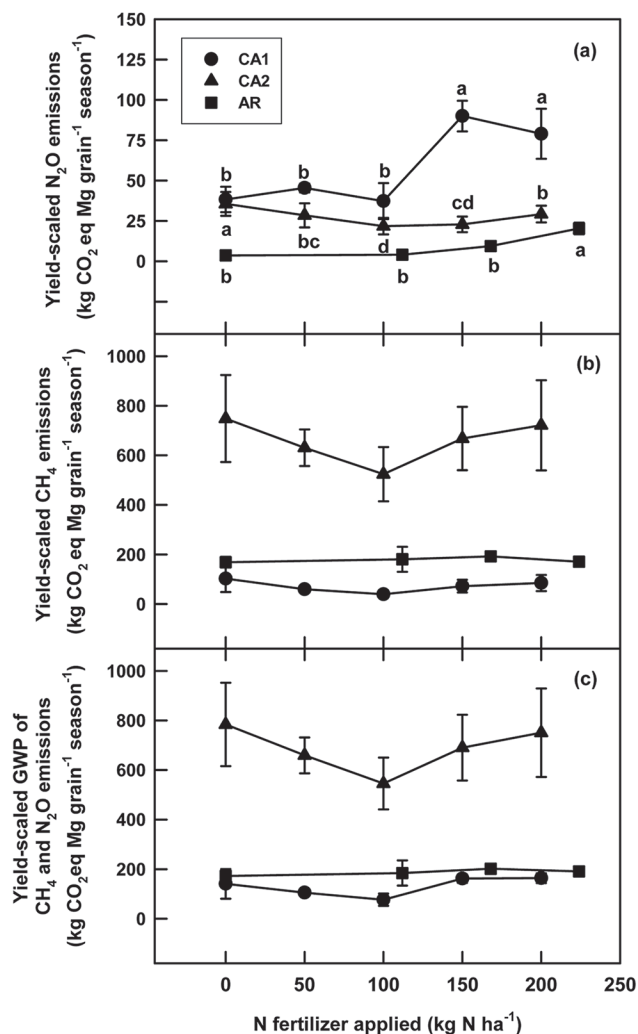 150
(a)
CA1
CA2
AR
125
100
75
50
25
0
Yield-scaled N₂O emissions
(kg CO₂ eq Mg grain⁻¹ season⁻¹)
a
a
b
b
b
cd
b
a
bc
d
b
b
b
a
(b)
1000
800
600
400
200
0
Yield-scaled CH₄ emissions
(kg CO₂ eq Mg grain⁻¹ season⁻¹)
(c)
1000
800
600
400
200
0
Yield-scaled GWP of
CH₄ and N₂O emissions
(kg CO₂eq Mg grain⁻¹ season⁻¹)
0 50 100 150 200 250
N fertilizer applied (kg N ha⁻¹)